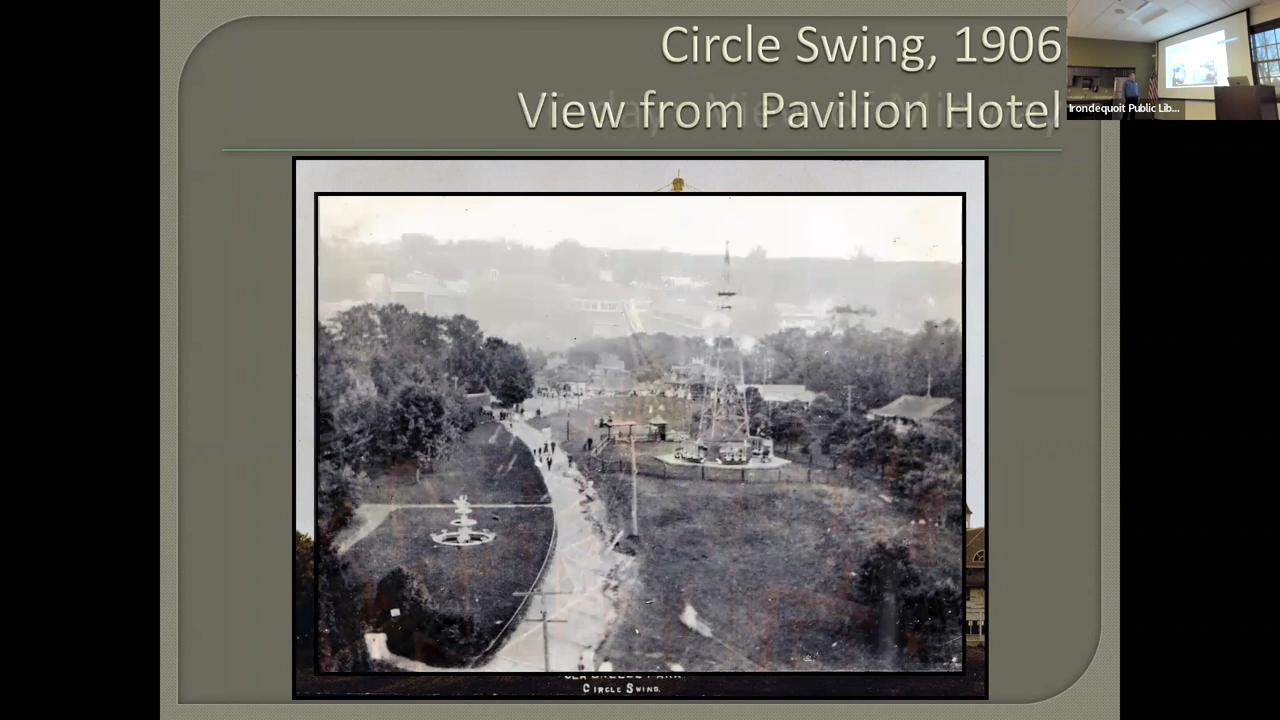 Circle Swing, 1906
View from Pavilion Hotel
Irondequoit Public Lib...
CIRCLE SWING.